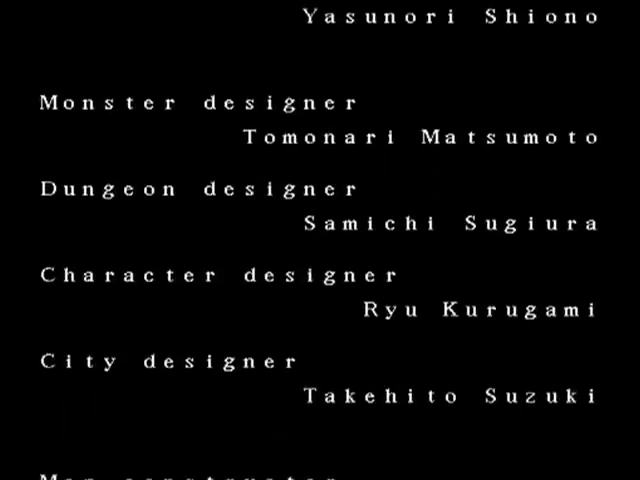 Yasunori Shiono
Monster designer
Tomonari Matsumoto
Dungeon designer
Samichi Sugiura
Character designer
Ryu Kurugami
City designer
Takehito Suzuki